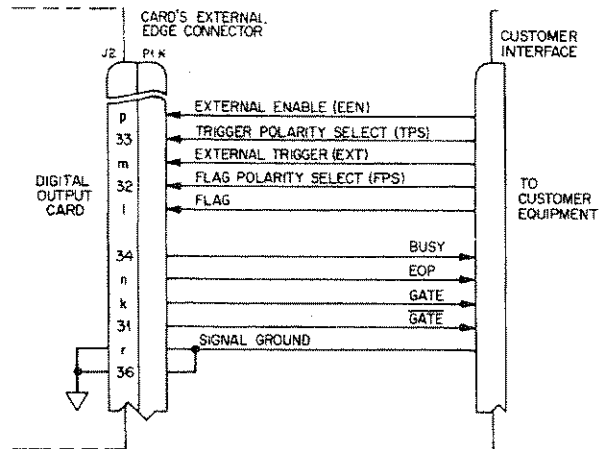 CARD'S EXTERNAL
EDGE CONNECTOR
CUSTOMER
INTERFACE
J2
P1X
p
EXTERNAL ENABLE (EEN)
33
TRIGGER POLARITY SELECT (TPS)
m
EXTERNAL TRIGGER (EXT)
32
FLAG POLARITY SELECT (FPS)
l
FLAG
DIGITAL
OUTPUT
CARD
TO
CUSTOMER
EQUIPMENT
34
BUSY
n
EOP
k
GATE
31
GATE
r
SIGNAL GROUND
36